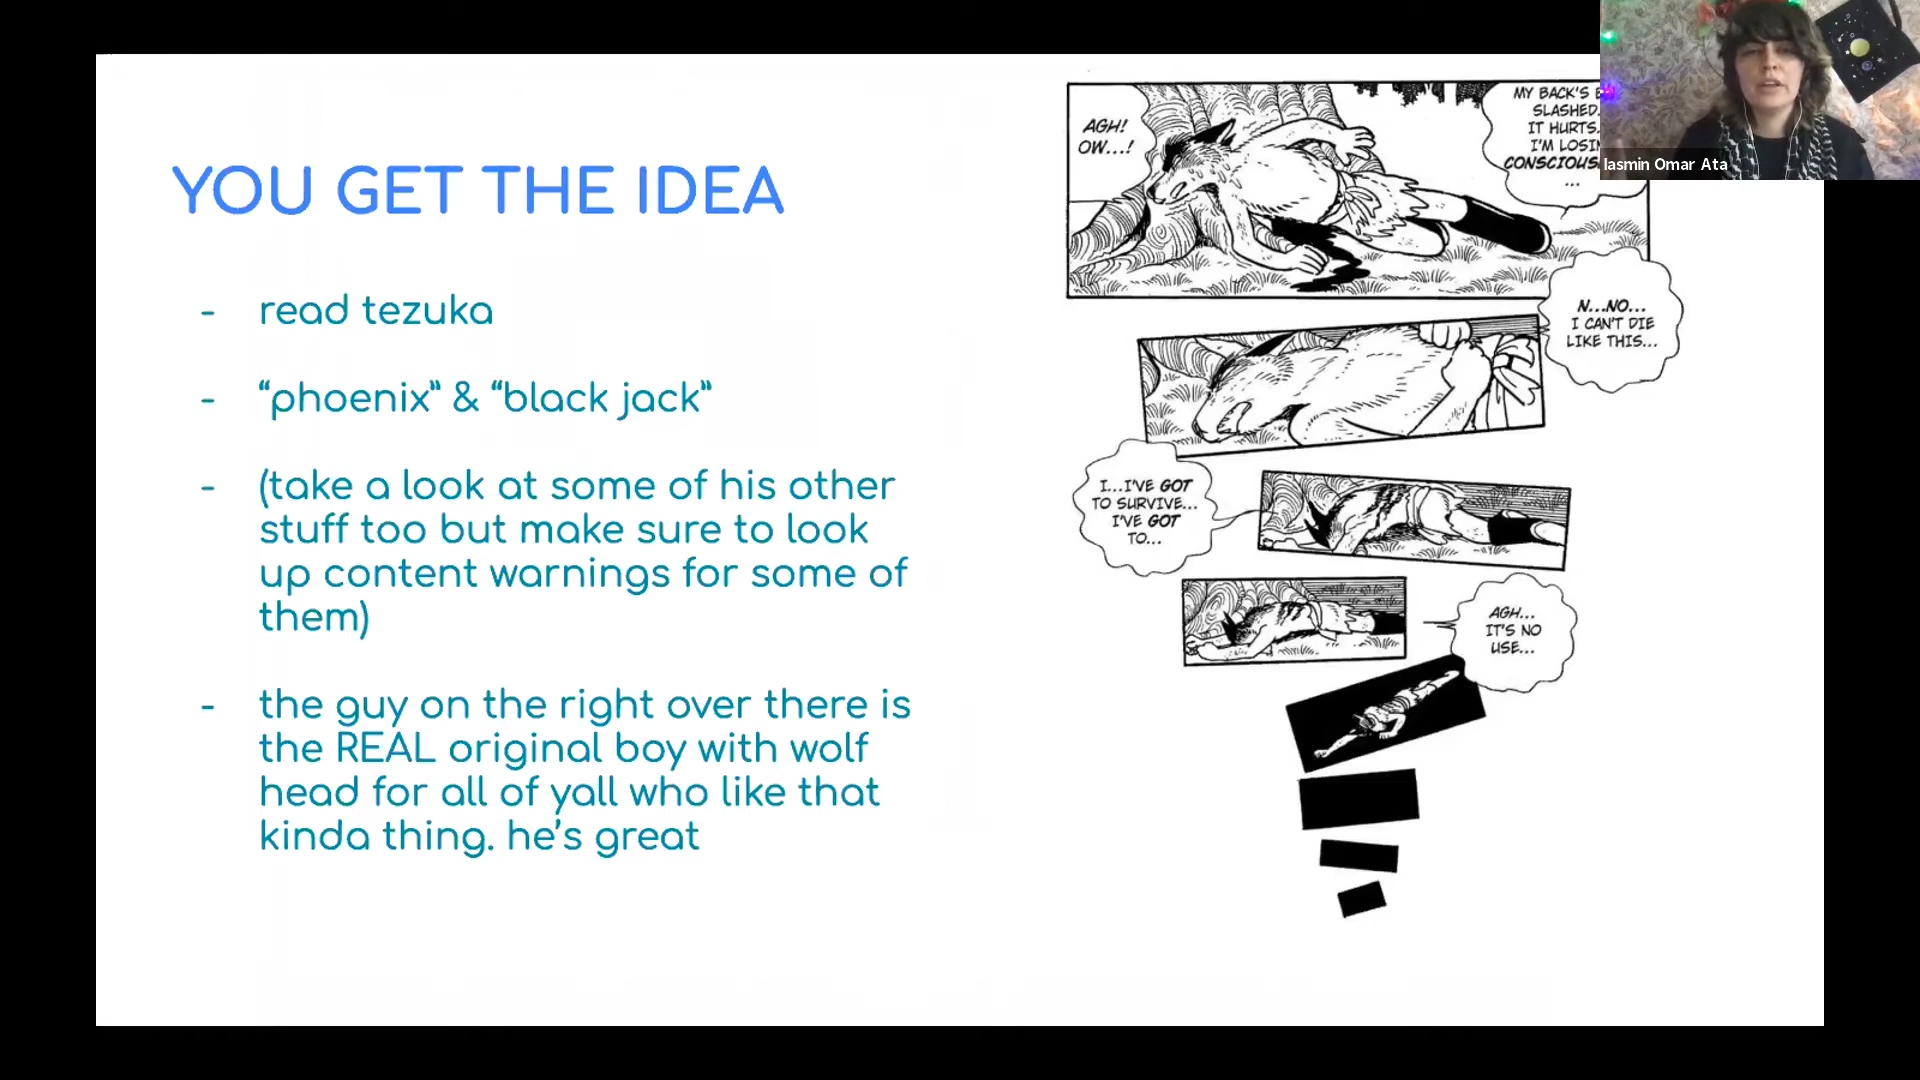 YOU GET THE IDEA
- read tezuka
- “phoenix” & “black jack”
- (take a look at some of his other
stuff too but make sure to look
up content warnings for some of
them)
- the guy on the right over there is
the REAL original boy with wolf
head for all of yall who like that
kinda thing. he’s great
AGH!
OW...!
MY BACK'S
SLASHED.
IT HURTS.
I'M
...
N...NO...
I CAN'T DIE
LIKE THIS...
I...I'VE GOT
TO SURVIVE...
I'VE GOT
TO...
AGH...
IT'S NO
USE...
Iasmin Omar Ata